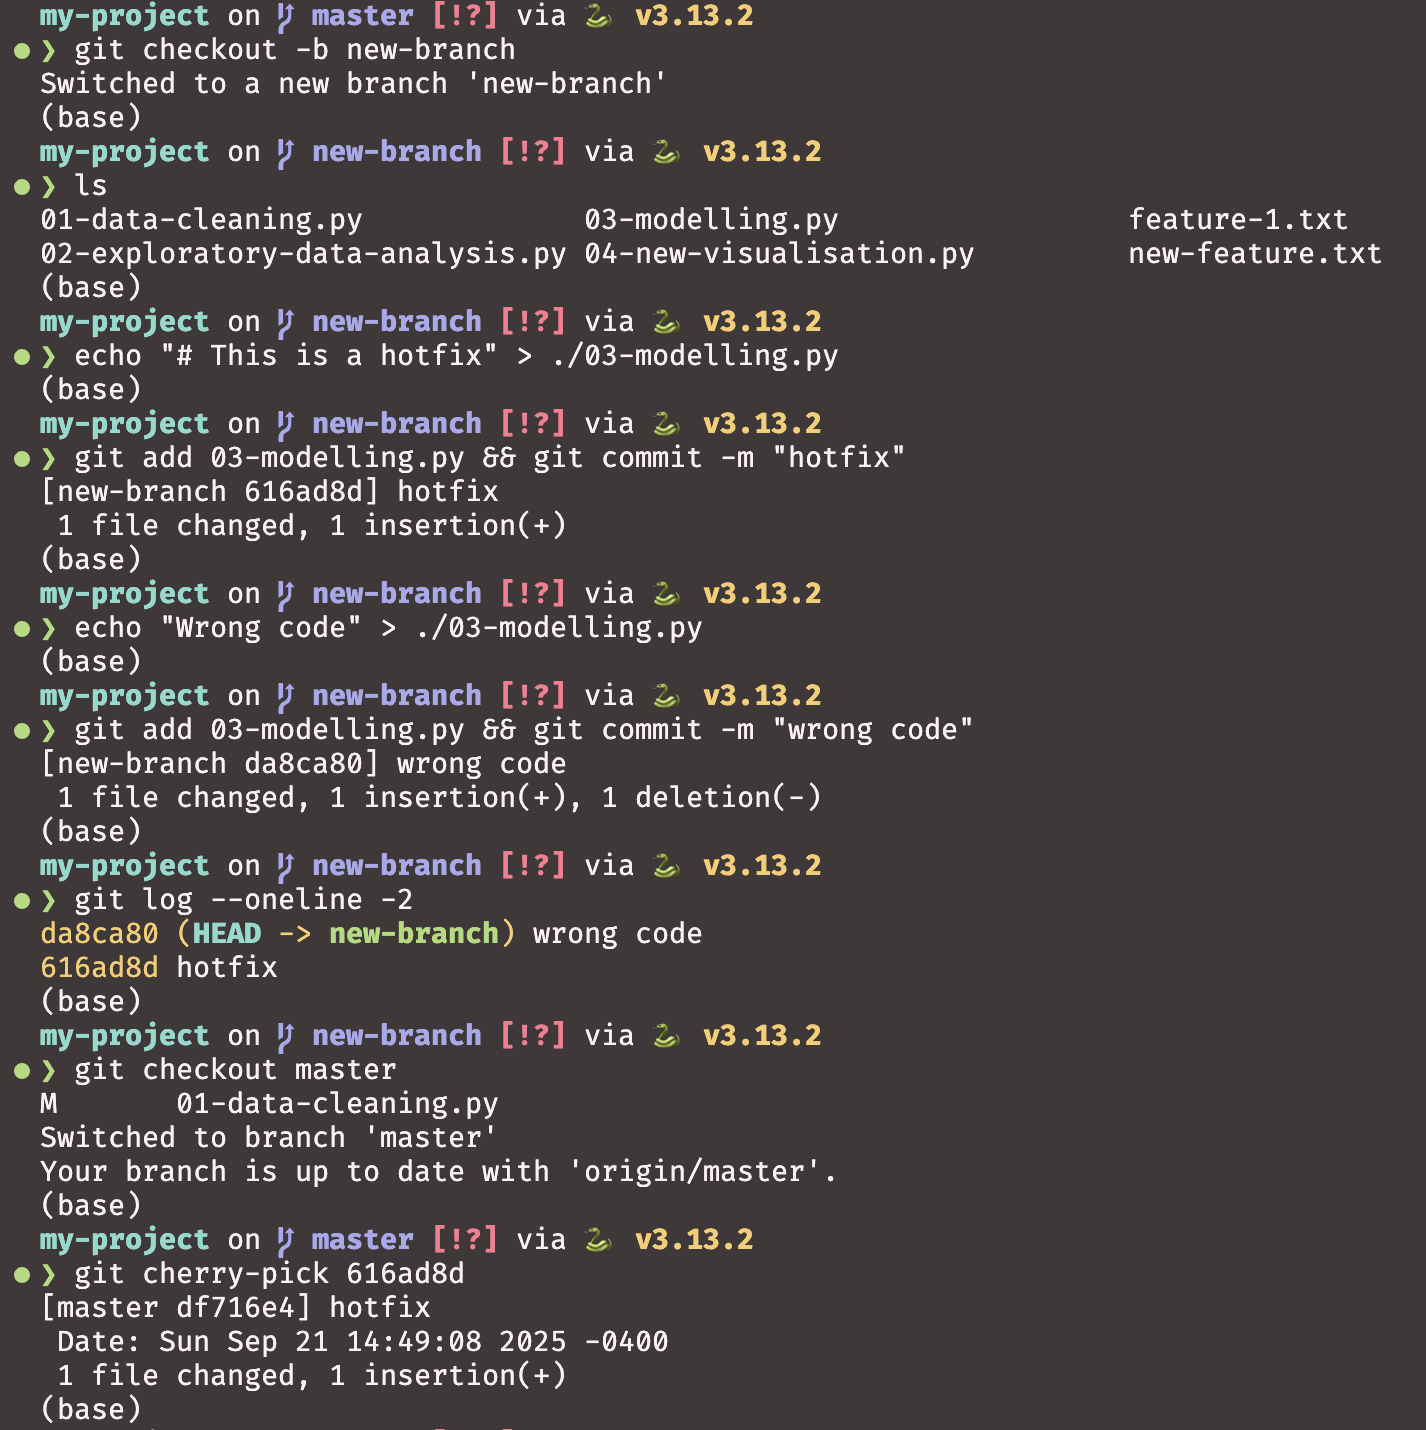 my-project on master [!?] via 🐍 v3.13.2
❯ git checkout -b new-branch
Switched to a new branch 'new-branch'
(base)
my-project on new-branch [!?] via 🐍 v3.13.2
❯ ls
01-data-cleaning.py 03-modelling.py feature-1.txt
02-exploratory-data-analysis.py 04-new-visualisation.py new-feature.txt
(base)
my-project on new-branch [!?] via 🐍 v3.13.2
❯ echo "# This is a hotfix" > ./03-modelling.py
(base)
my-project on new-branch [!?] via 🐍 v3.13.2
❯ git add 03-modelling.py && git commit -m "hotfix"
[new-branch 616ad8d] hotfix
 1 file changed, 1 insertion(+)
(base)
my-project on new-branch [!?] via 🐍 v3.13.2
❯ echo "Wrong code" > ./03-modelling.py
(base)
my-project on new-branch [!?] via 🐍 v3.13.2
❯ git add 03-modelling.py && git commit -m "wrong code"
[new-branch da8ca80] wrong code
 1 file changed, 1 insertion(+), 1 deletion(-)
(base)
my-project on new-branch [!?] via 🐍 v3.13.2
❯ git log --oneline -2
da8ca80 (HEAD -> new-branch) wrong code
616ad8d hotfix
(base)
my-project on new-branch [!?] via 🐍 v3.13.2
❯ git checkout master
M 01-data-cleaning.py
Switched to branch 'master'
Your branch is up to date with 'origin/master'.
(base)
my-project on master [!?] via 🐍 v3.13.2
❯ git cherry-pick 616ad8d
[master df716e4] hotfix
 Date: Sun Sep 21 14:49:08 2025 -0400
 1 file changed, 1 insertion(+)
(base)